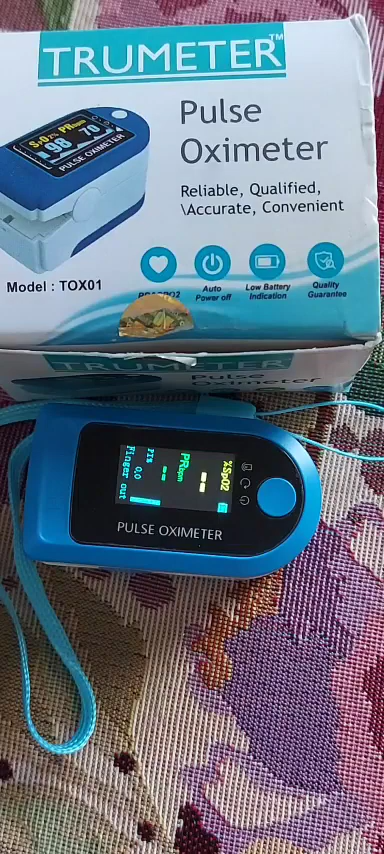 TRUMETER™
Pulse
Oximeter
Reliable, Qualified,
\Accurate, Convenient
SpO2% PRbpm
98 70
PULSE OXIMETER
Model : TOX01
Auto
Power off
Low Battery
Indication
Quality
Guarantee
TRUMETER
Pulse
Oximeter
%SpO2
--
PRbpm
--
PI% 0.0
Finger out
PULSE OXIMETER